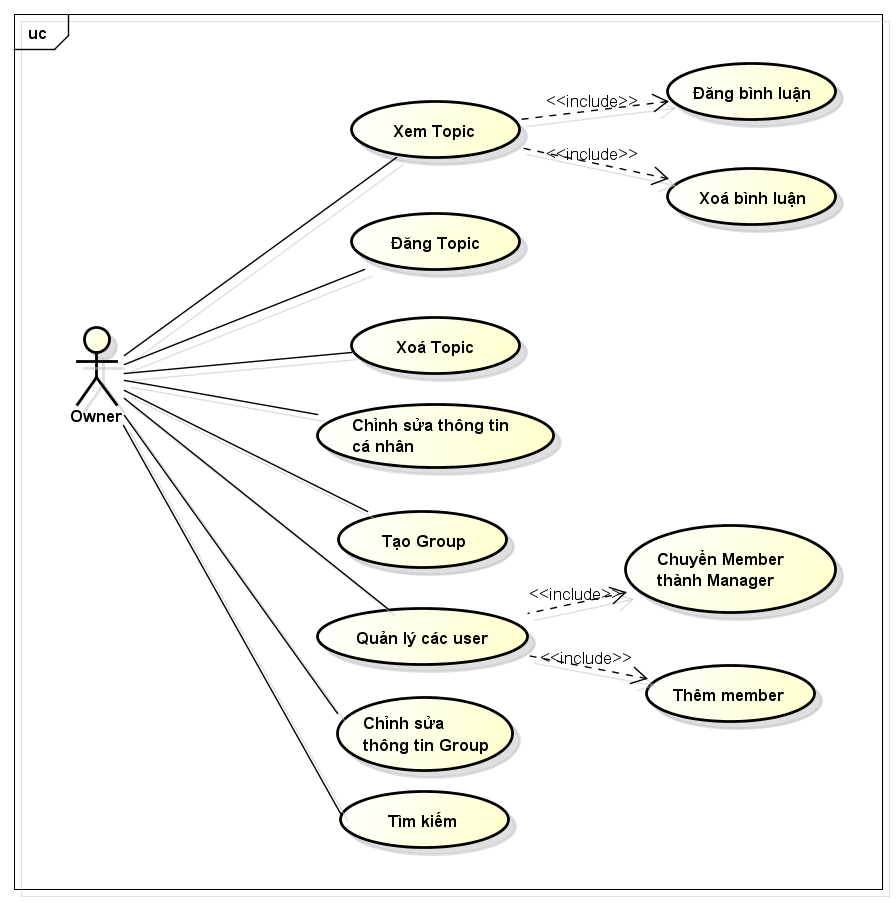 uc
Xem Topic
<<include>>
Đăng bình luận
<<include>>
Xoá bình luận
Đăng Topic
Xoá Topic
Owner
Chỉnh sửa thông tin
cá nhân
Tạo Group
Quản lý các user
<<include>>
Chuyển Member
thành Manager
<<include>>
Thêm member
Chỉnh sửa
thông tin Group
Tìm kiếm